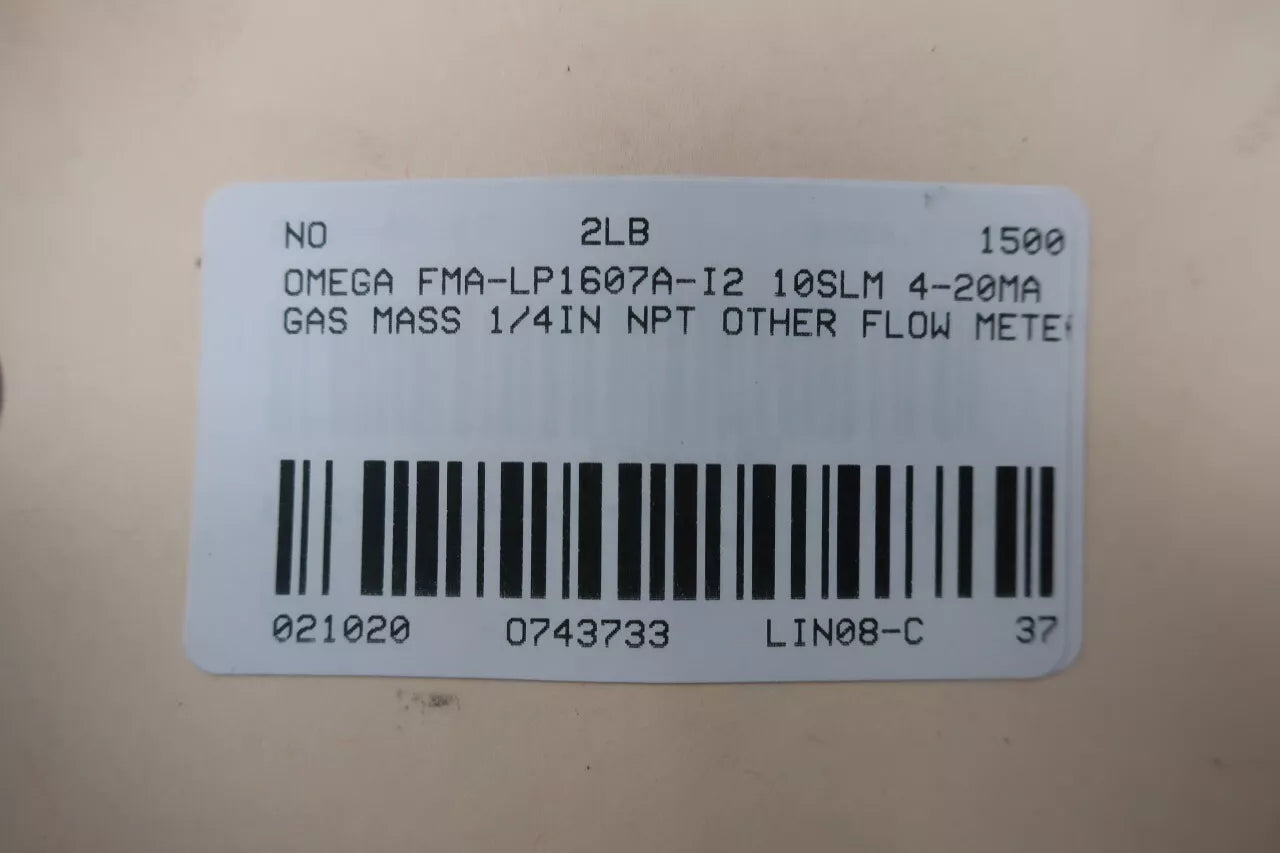 NO 2LB 1500
OMEGA FMA-LP1607A-I2 10SLM 4-20MA
GAS MASS 1/4IN NPT OTHER FLOW
021020 0743733 LIN08-C 37